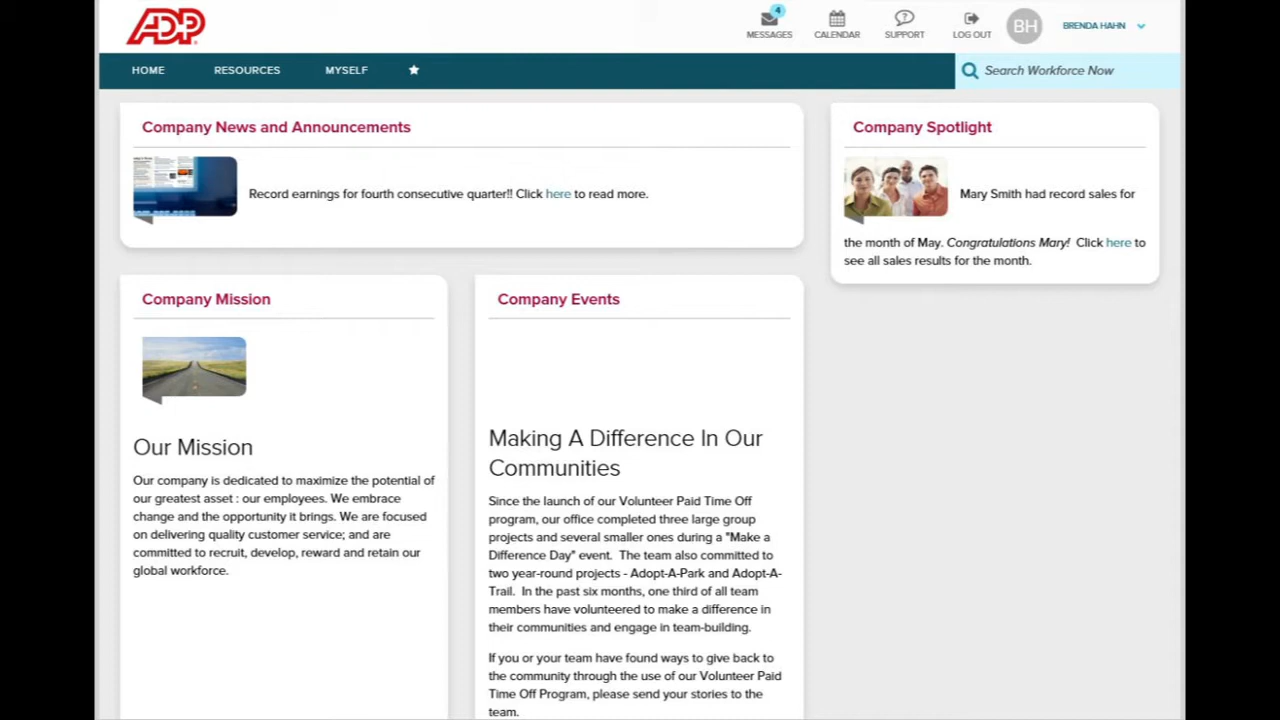 ADP
4
MESSAGES
CALENDAR
SUPPORT
LOG OUT
BH
BRENDA HAHN
HOME
RESOURCES
MYSELF
Search Workforce Now
Company News and Announcements
Record earnings for fourth consecutive quarter!! Click here to read more.
Company Spotlight
Mary Smith had record sales for
the month of May. Congratulations Mary! Click here to
see all sales results for the month.
Company Mission
Our Mission
Our company is dedicated to maximize the potential of
our greatest asset : our employees. We embrace
change and the opportunity it brings. We are focused
on delivering quality customer service; and are
committed to recruit, develop, reward and retain our
global workforce.
Company Events
Making A Difference In Our
Communities
Since the launch of our Volunteer Paid Time Off
program, our office completed three large group
projects and several smaller ones during a "Make a
Difference Day" event. The team also committed to
two year-round projects - Adopt-A-Park and Adopt-A-
Trail. In the past six months, one third of all team
members have volunteered to make a difference in
their communities and engage in team-building.
If you or your team have found ways to give back to
the community through the use of our Volunteer Paid
Time Off Program, please send your stories to the
team.